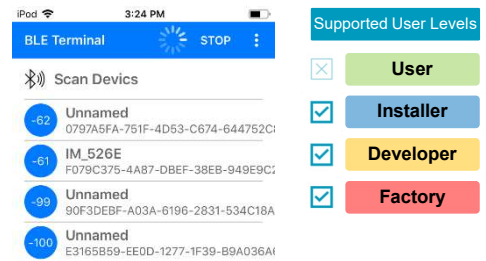 iPod
3:24 PM
BLE Terminal
STOP
Scan Devics
-62
Unnamed
0797A5FA-751F-4D53-C674-644752C
-61
IM_526E
F079C375-4A87-DBEF-38EB-949E9C2
-99
Unnamed
90F3DEBF-A03A-6196-2831-534C18A
-100
Unnamed
E3165B59-EE0D-1277-1F39-B9A036A
Supported User Levels
User
Installer
Developer
Factory